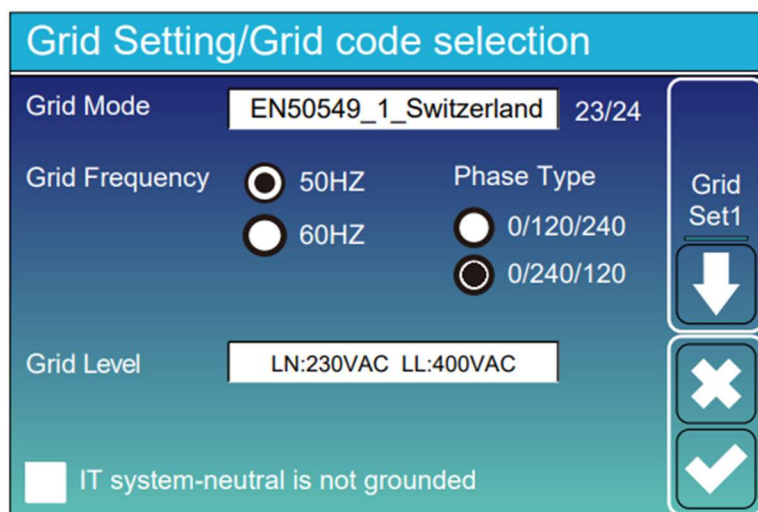 Grid Setting/Grid code selection
Grid Mode EN50549_1_Switzerland 23/24
Grid Frequency 50HZ Phase Type
60HZ 0/120/240
0/240/120
Grid
Set1
Grid Level LN:230VAC LL:400VAC
IT system-neutral is not grounded